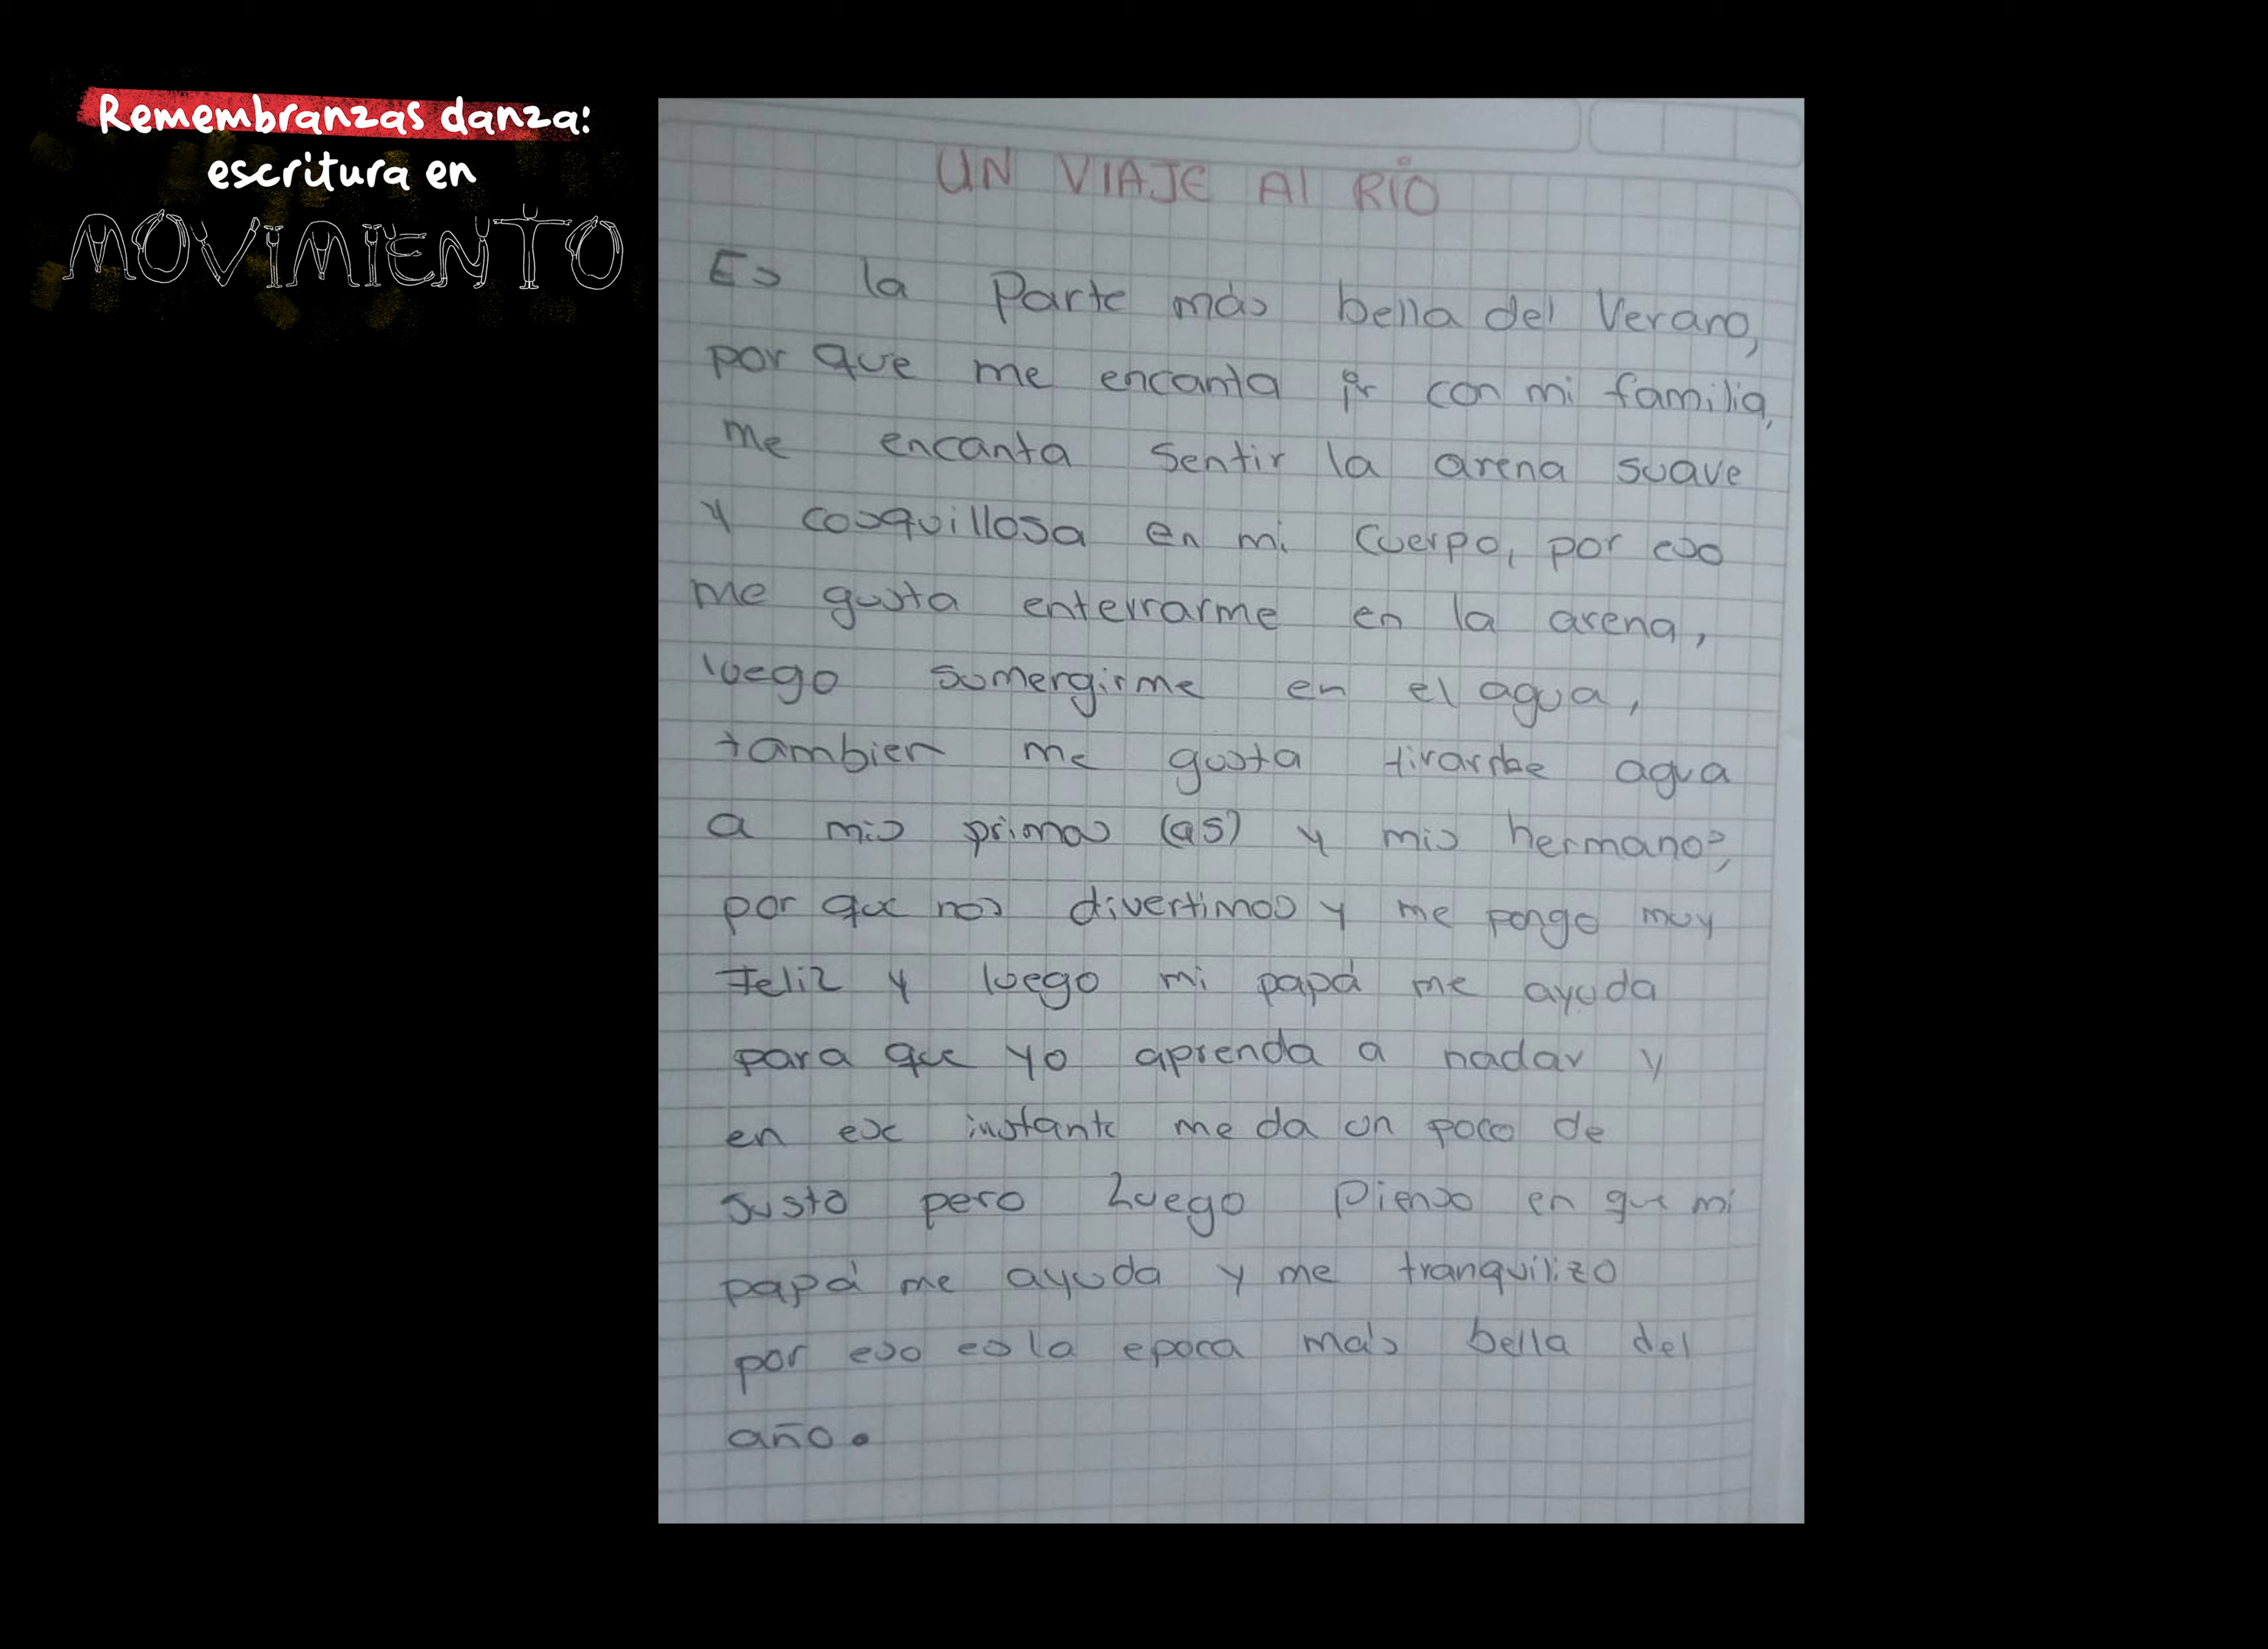 Remembranzas danza:
escritura en
MOVIMIENTO
UN VIAJE Al RÍO
Es la Parte más bella del Verano,
por que me encanta ir con mi familia,
me encanta Sentir la arena suave
y cosquillosa en mi Cuerpo, por eso
me gusta enterrarme en la arena,
luego somergirme en el agua,
tambien me gusta agua
a mis primos (as) y mis hermanos,
por que nos divertimos y me pongo muy
feliz y luego mi papá me ayuda
para que yo aprenda a nadar y
en ese instante me da un poco de
susto pero Luego Pienso en que mi
papá me ayuda y me tranquilizo
por eso es la epoca más bella del
año.